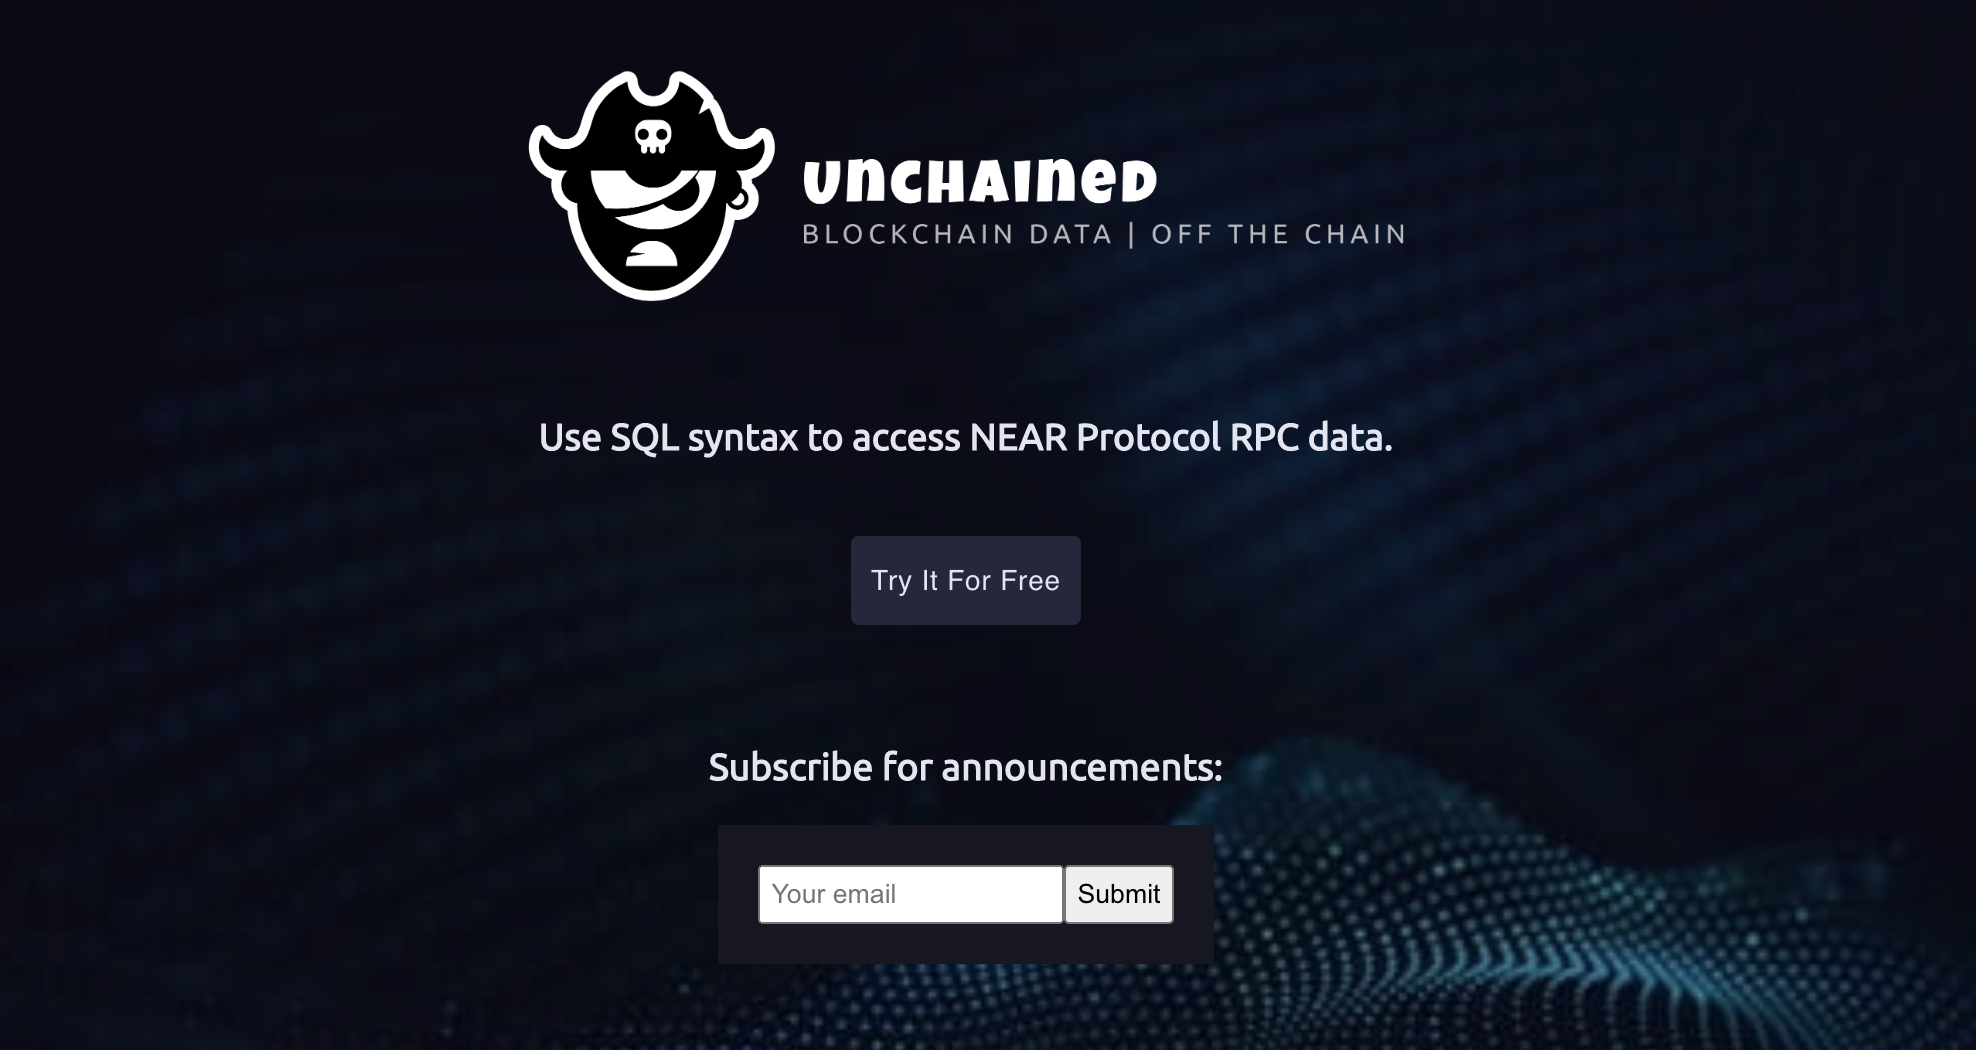 UNCHAINED
BLOCKCHAIN DATA | OFF THE CHAIN
Use SQL syntax to access NEAR Protocol RPC data.
Try It For Free
Subscribe for announcements:
Your email
Submit